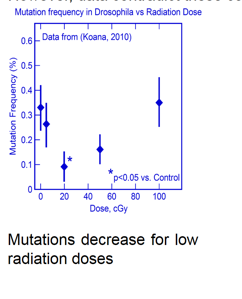 Mutation frequency in Drosophila vs Radiation Dose
Data from (Koana, 2010)
Mutation Frequency (%)
0.6
0.5
0.4
0.3
0.2
0.1
0
*
*p<0.05 vs. Control
0 20 40 60 80 100
Dose, cGy
Mutations decrease for low
radiation doses